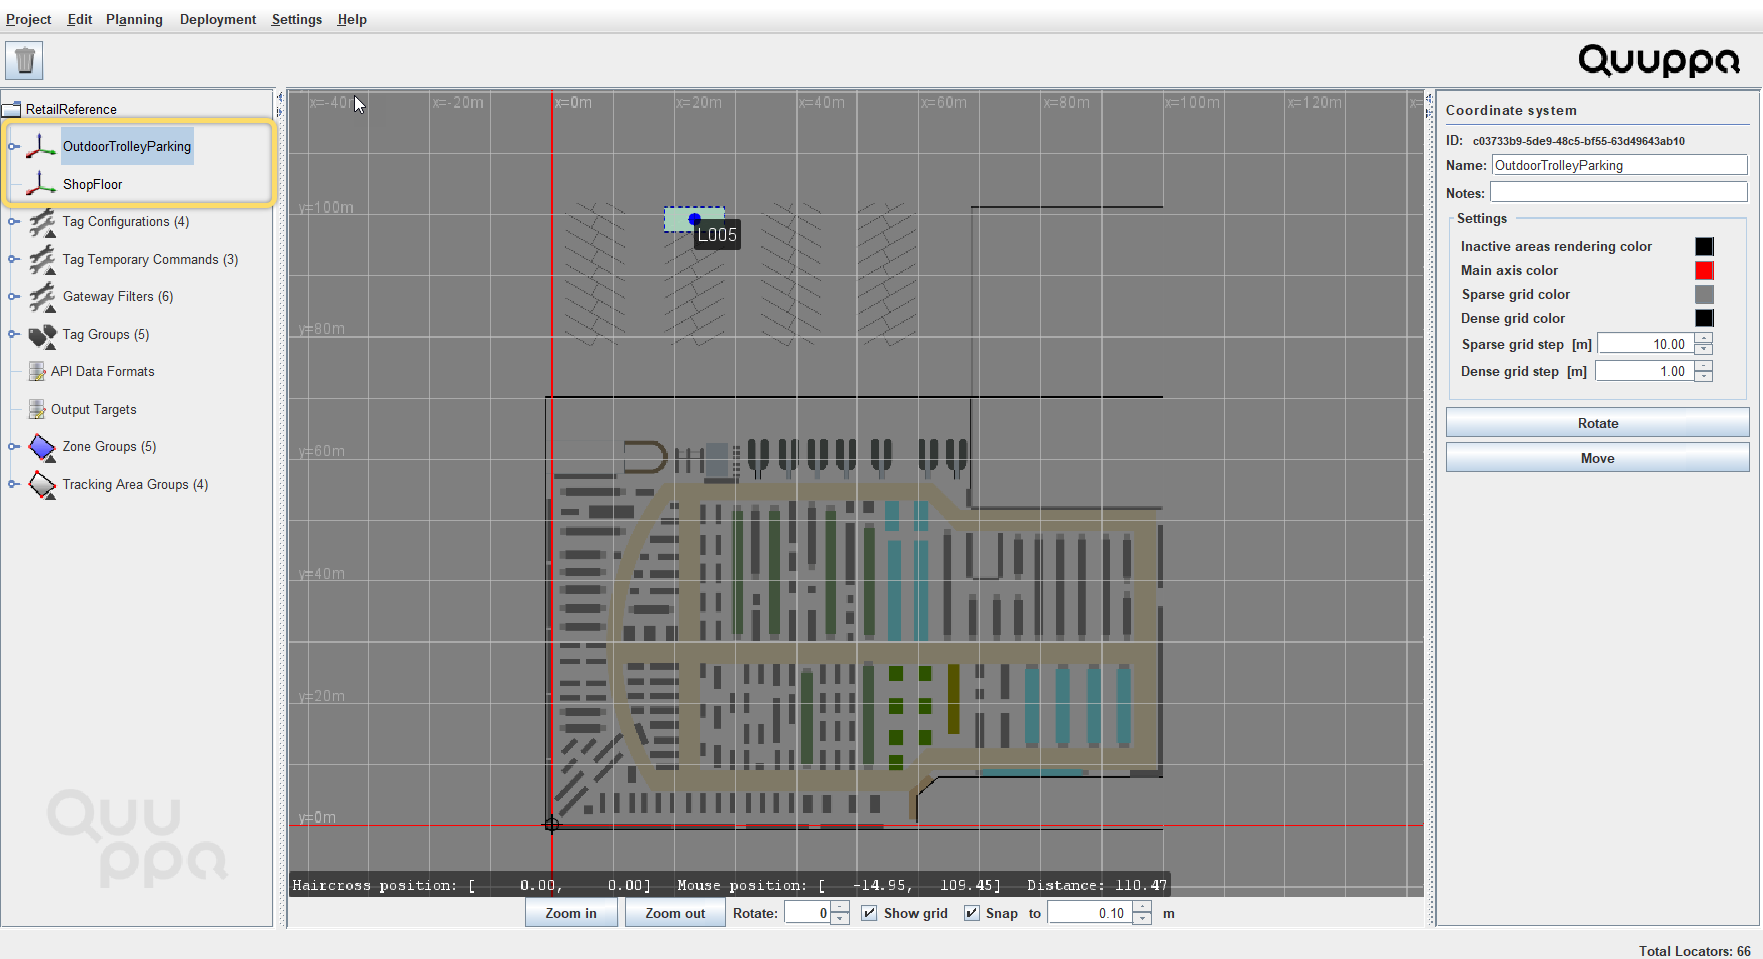 Project Edit Planning Deployment Settings Help
Quuppa
RetailReference
OutdoorTrolleyParking
ShopFloor
Tag Configurations (4)
Tag Temporary Commands (3)
Gateway Filters (6)
Tag Groups (5)
API Data Formats
Output Targets
Zone Groups (5)
Tracking Area Groups (4)
Quuppa
x=-40m x=-20m x=0m x=20m x=40m x=60m x=80m x=100m x=120m
y=100m
L005
y=80m
y=60m
y=40m
y=20m
y=0m
Haircross position: [ 0.00, 0.00] Mouse position: [ -14.95, 109.45] Distance: 110.47
Zoom in Zoom out Rotate: 0 Show grid Snap to 0.10 m
Coordinate system
ID: c03733b9-5de9-48c5-bf55-63d49643ab10
Name: OutdoorTrolleyParking
Notes:
Settings
Inactive areas rendering color
Main axis color
Sparse grid color
Dense grid color
Sparse grid step [m] 10.00
Dense grid step [m] 1.00
Rotate
Move
Total Locators: 66